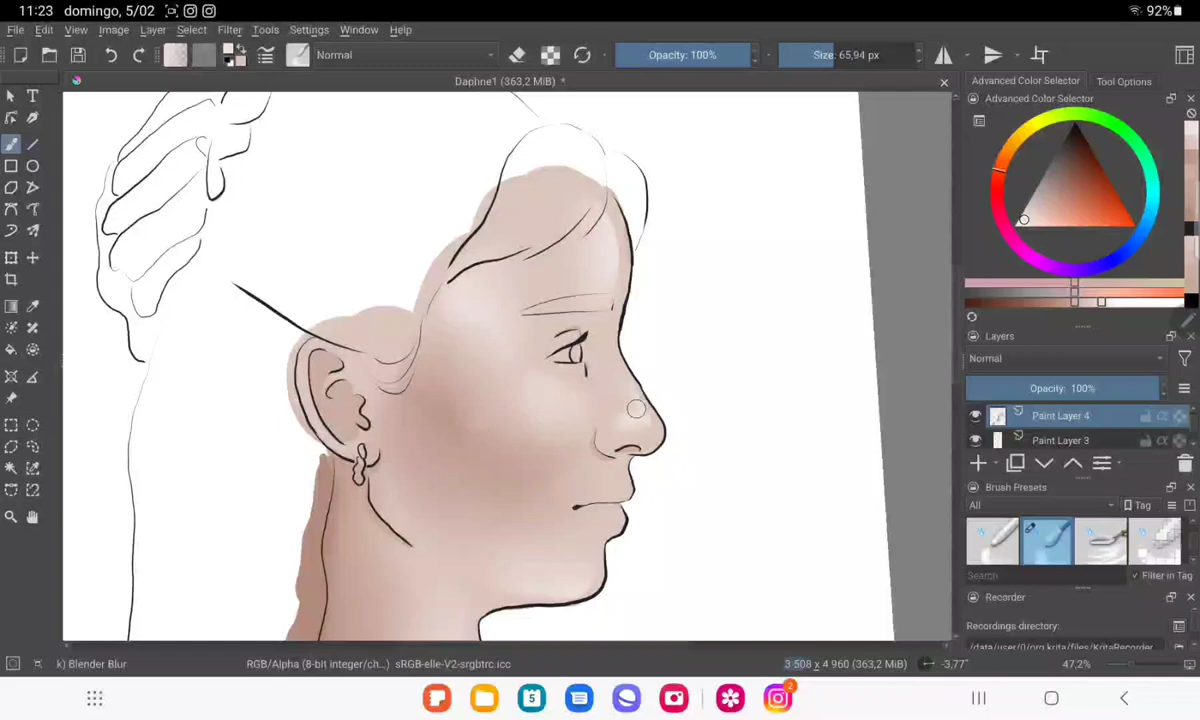 11:23 domingo, 5/02 92%
File Edit View Image Layer Select Filter Tools Settings Window Help
Normal Opacity: 100% Size: 65,94 px
Daphne1 (363,2 MiB) *
Advanced Color Selector Tool Options
Advanced Color Selector
Layers
Normal
Opacity: 100%
Paint Layer 4
Paint Layer 3
Brush Presets
All Tag
Search Filter in Tag
Recorder
Recordings directory:
k) Blender Blur RGB/Alpha (8-bit integer/ch...) sRGB-elle-V2-srgbtrc.icc 3 508 x 4 960 (363,2 MiB) -3,77° 47,2%
5
2